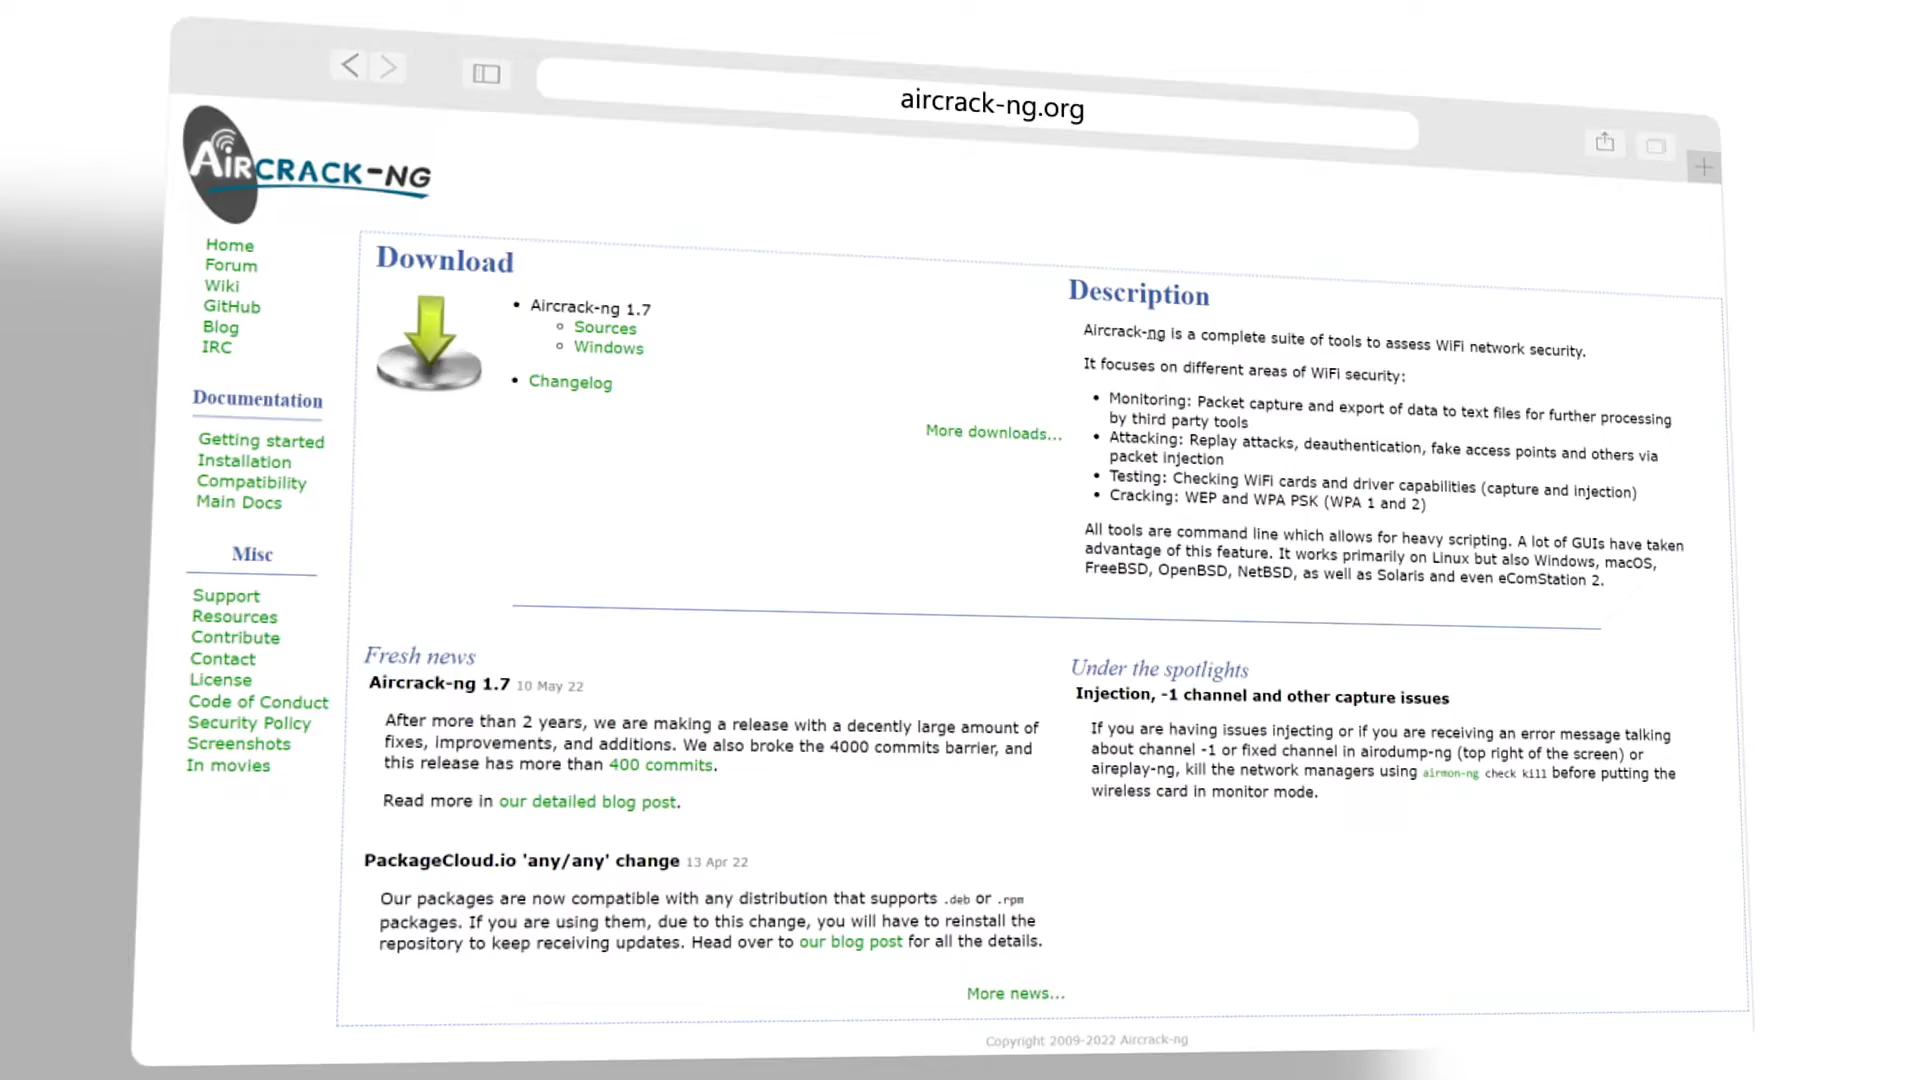 aircrack-ng.org
AIRCRACK-NG
Home
Forum
Wiki
GitHub
Blog
IRC
Documentation
Getting started
Installation
Compatibility
Main Docs
Misc
Support
Resources
Contribute
Contact
License
Code of Conduct
Security Policy
Screenshots
In movies
Download
Aircrack-ng 1.7
Sources
Windows
Changelog
More downloads...
Description
Aircrack-ng is a complete suite of tools to assess WiFi network security.
It focuses on different areas of WiFi security:
Monitoring: Packet capture and export of data to text files for further processing
by third party tools
Attacking: Replay attacks, deauthentication, fake access points and others via
packet injection
Testing: Checking WiFi cards and driver capabilities (capture and injection)
Cracking: WEP and WPA PSK (WPA 1 and 2)
All tools are command line which allows for heavy scripting. A lot of GUIs have taken
advantage of this feature. It works primarily on Linux but also Windows, macOS,
FreeBSD, OpenBSD, NetBSD, as well as Solaris and even eComStation 2.
Fresh news
Aircrack-ng 1.7 10 May 22
After more than 2 years, we are making a release with a decently large amount of
fixes, improvements, and additions. We also broke the 4000 commits barrier, and
this release has more than 400 commits.
Read more in our detailed blog post.
PackageCloud.io 'any/any' change 13 Apr 22
Our packages are now compatible with any distribution that supports .deb or .rpm
packages. If you are using them, due to this change, you will have to reinstall the
repository to keep receiving updates. Head over to our blog post for all the details.
More news...
Under the spotlights
Injection, -1 channel and other capture issues
If you are having issues injecting or if you are receiving an error message talking
about channel -1 or fixed channel in airodump-ng (top right of the screen) or
aireplay-ng, kill the network managers using airmon-ng check kill before putting the
wireless card in monitor mode.
Copyright 2009-2022 Aircrack-ng